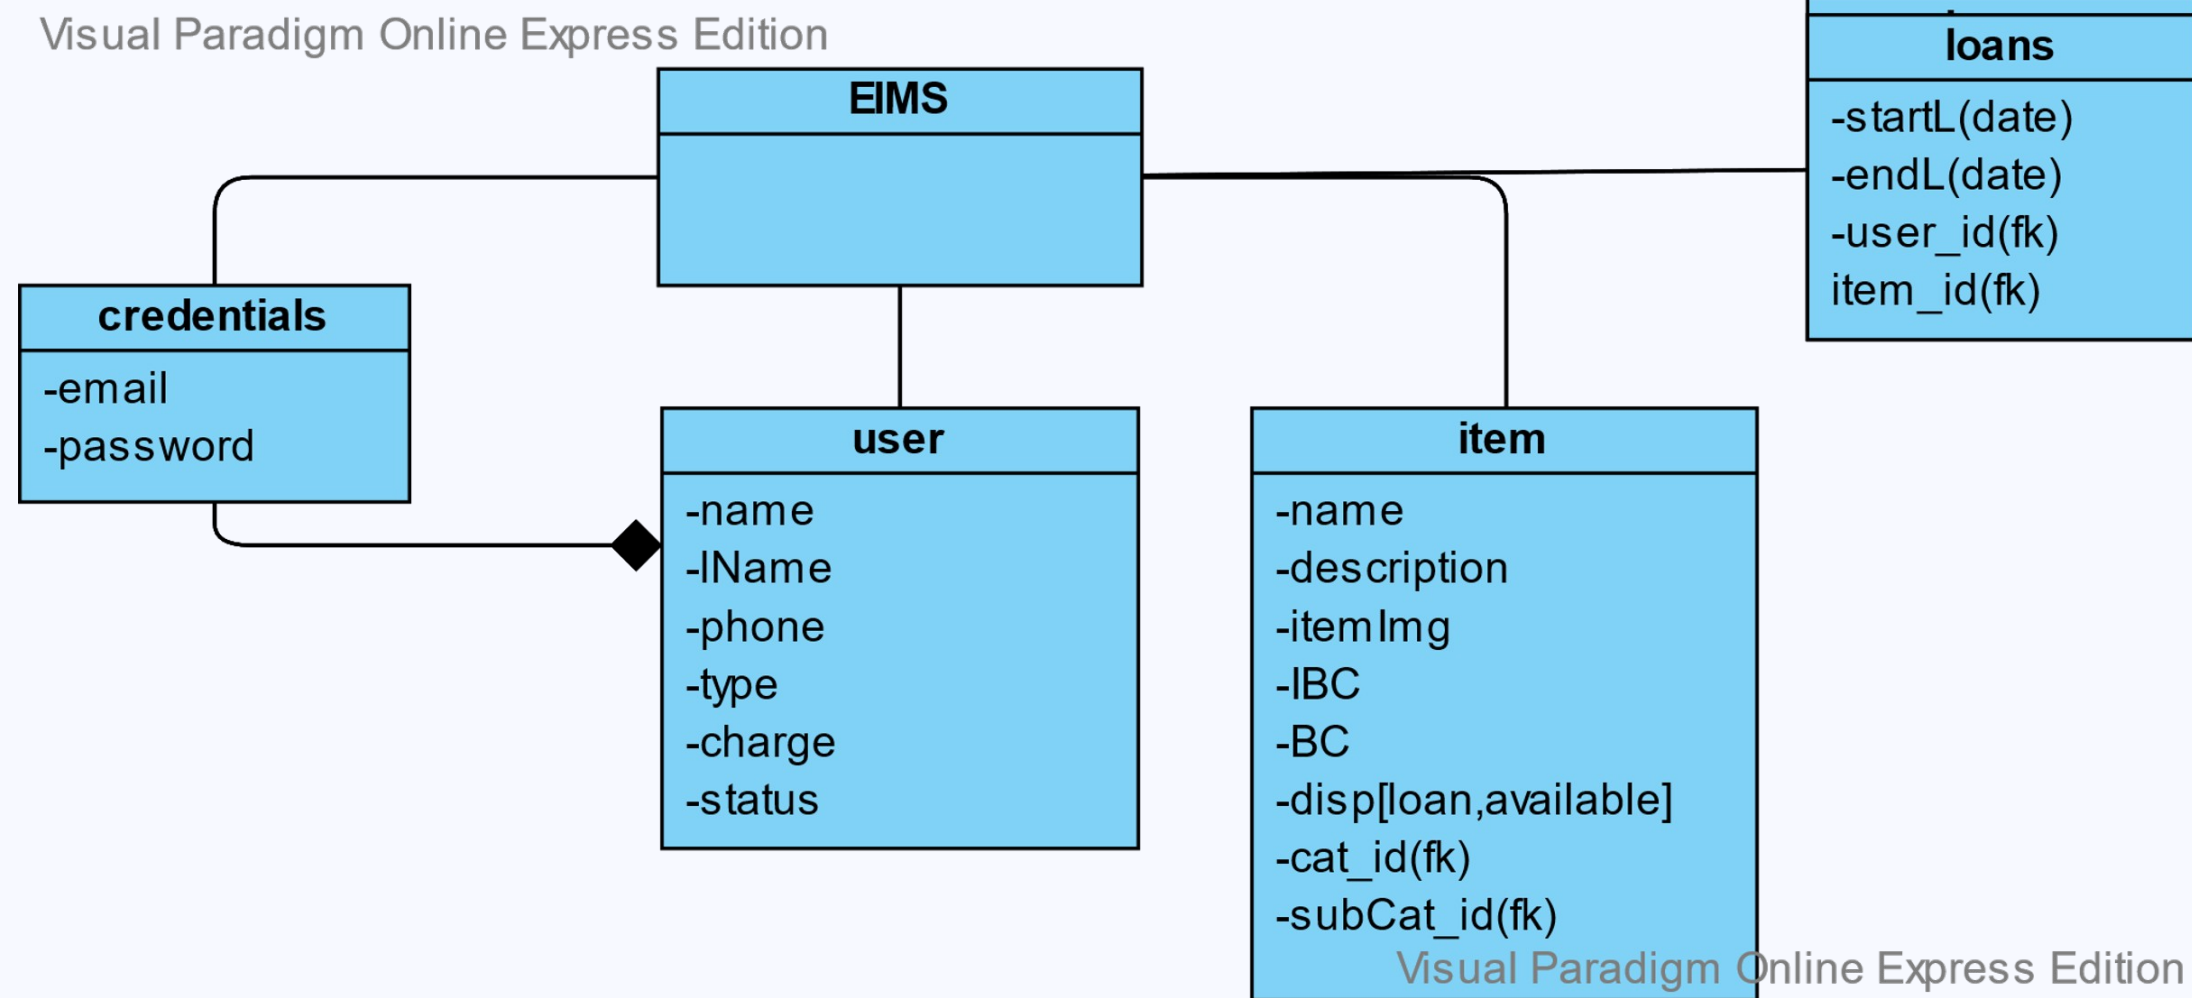 Visual Paradigm Online Express Edition
EIMS
loans
-startL(date)
-endL(date)
-user_id(fk)
item_id(fk)
credentials
-email
-password
user
-name
-lName
-phone
-type
-charge
-status
item
-name
-description
-itemImg
-IBC
-BC
-disp[loan,available]
-cat_id(fk)
-subCat_id(fk)
Visual Paradigm Online Express Edition